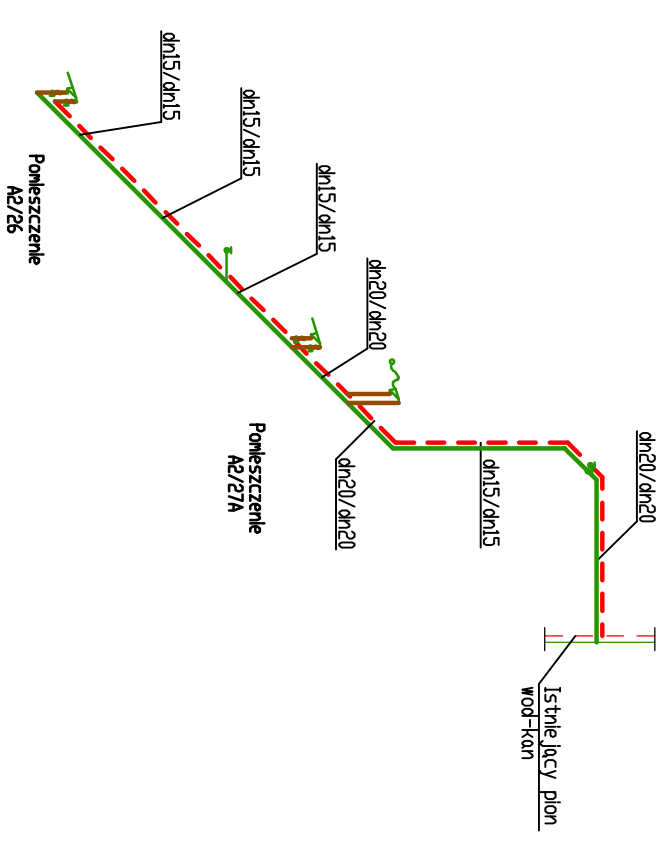 dn20/dn20
Istniejący pion
wod-kan
dn15/dn15
dn20/dn20
dn20/dn20
dn15/dn15
Pomieszczenie
A2/27A
dn15/dn15
dn15/dn15
Pomieszczenie
A2/26